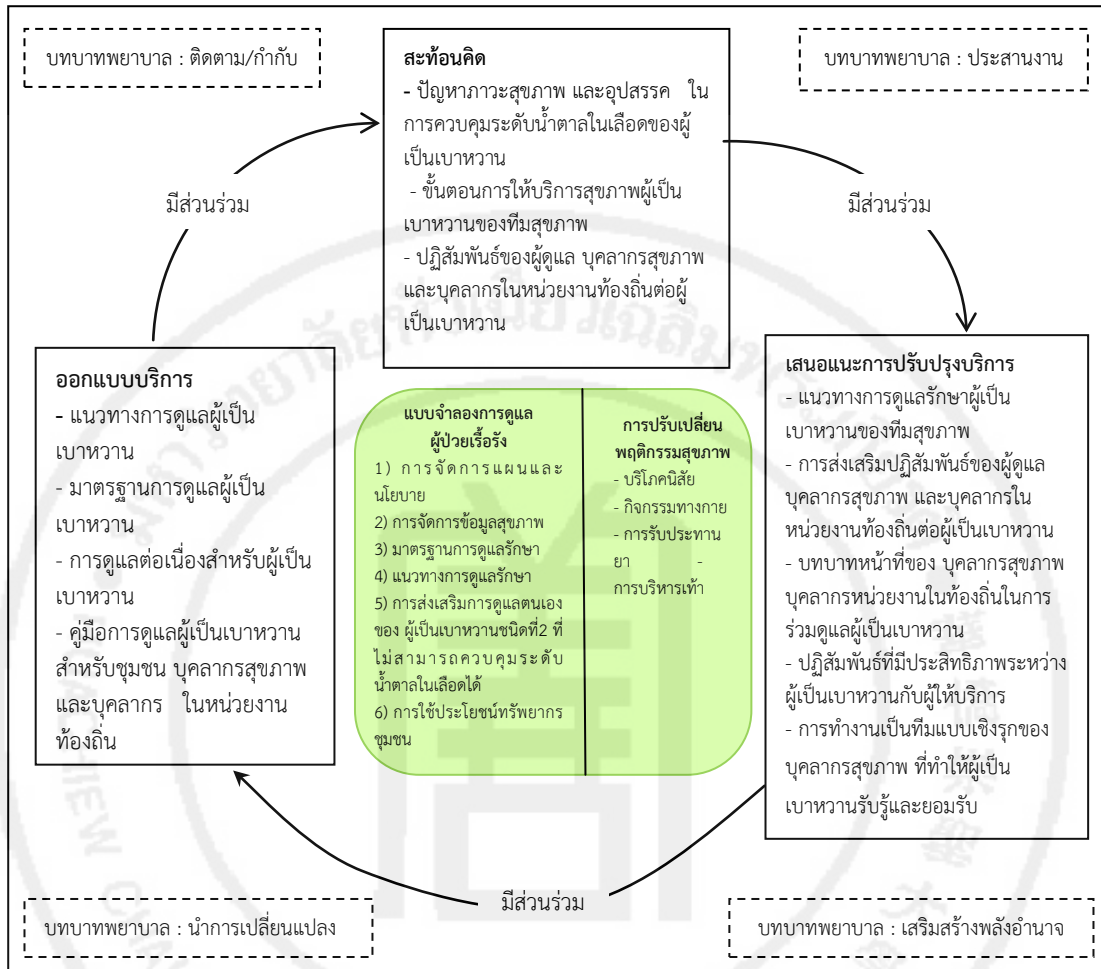 บทบาทพยาบาล : ติดตาม/กำกับ
สะท้อนคิด
- ปัญหาภาวะสุขภาพ และอุปสรรค ใน
การควบคุมระดับน้ำตาลในเลือดของผู้
เป็นเบาหวาน
- ขั้นตอนการให้บริการสุขภาพผู้เป็น
เบาหวานของทีมสุขภาพ
- ปฏิสัมพันธ์ของผู้ดูแล บุคลากรสุขภาพ
และบุคลากรในหน่วยงานท้องถิ่นต่อผู้
เป็นเบาหวาน
บทบาทพยาบาล : ประสานงาน
มีส่วนร่วม
มีส่วนร่วม
ออกแบบบริการ
- แนวทางการดูแลผู้เป็น
เบาหวาน
- มาตรฐานการดูแลผู้เป็น
เบาหวาน
- การดูแลต่อเนื่องสำหรับผู้เป็น
เบาหวาน
- คู่มือการดูแลผู้เป็นเบาหวาน
สำหรับชุมชน บุคลากรสุขภาพ
และบุคลากร ในหน่วยงาน
ท้องถิ่น
แบบจำลองการดูแล
ผู้ป่วยเรื้อรัง
1) การจัดการแผนและ
นโยบาย
2) การจัดการข้อมูลสุขภาพ
3) มาตรฐานการดูแลรักษา
4) แนวทางการดูแลรักษา
5) การส่งเสริมการดูแลตนเอง
ของ ผู้เป็นเบาหวานชนิดที่2 ที่
ไม่สามารถควบคุมระดับ
น้ำตาลในเลือดได้
6) การใช้ประโยชน์ทรัพยากร
ชุมชน
การปรับเปลี่ยน
พฤติกรรมสุขภาพ
- บริโภคนิสัย
- กิจกรรมทางกาย
- การรับประทาน
ยา -
การบริหารเท้า
เสนอแนะการปรับปรุงบริการ
- แนวทางการดูแลรักษาผู้เป็น
เบาหวานของทีมสุขภาพ
- การส่งเสริมปฏิสัมพันธ์ของผู้ดูแล
บุคลากรสุขภาพ และบุคลากรใน
หน่วยงานท้องถิ่นต่อผู้เป็นเบาหวาน
- บทบาทหน้าที่ของ บุคลากรสุขภาพ
บุคลากรหน่วยงานในท้องถิ่นในการ
ร่วมดูแลผู้เป็นเบาหวาน
- ปฏิสัมพันธ์ที่มีประสิทธิภาพระหว่าง
ผู้เป็นเบาหวานกับผู้ให้บริการ
- การทำงานเป็นทีมแบบเชิงรุกของ
บุคลากรสุขภาพ ที่ทำให้ผู้เป็น
เบาหวานรับรู้และยอมรับ
มีส่วนร่วม
บทบาทพยาบาล : นำการเปลี่ยนแปลง
บทบาทพยาบาล : เสริมสร้างพลังอำนาจ